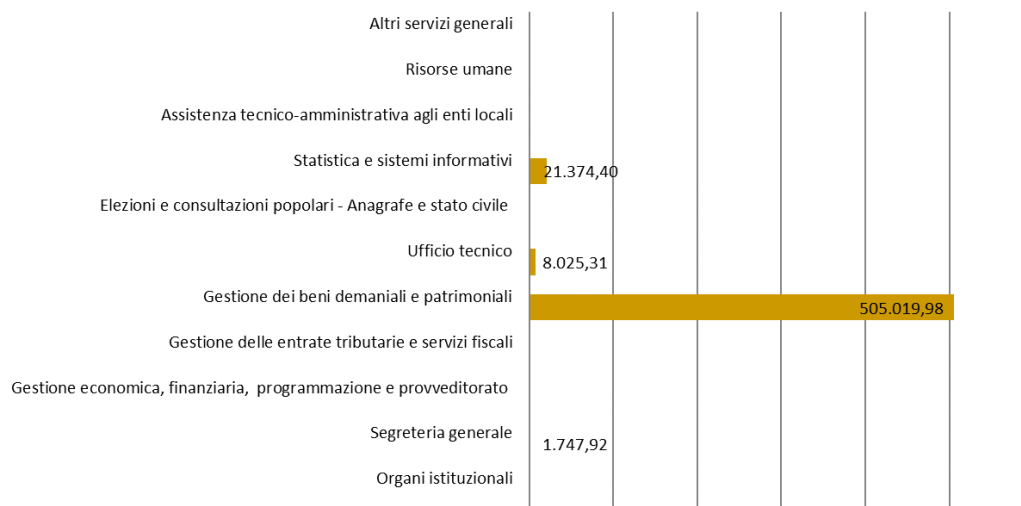 Altri servizi generali
Risorse umane
Assistenza tecnico-amministrativa agli enti locali
Statistica e sistemi informativi
21.374,40
Elezioni e consultazioni popolari - Anagrafe e stato civile
Ufficio tecnico
8.025,31
Gestione dei beni demaniali e patrimoniali
505.019,98
Gestione delle entrate tributarie e servizi fiscali
Gestione economica, finanziaria,  programmazione e provveditorato
Segreteria generale
1.747,92
Organi istituzionali